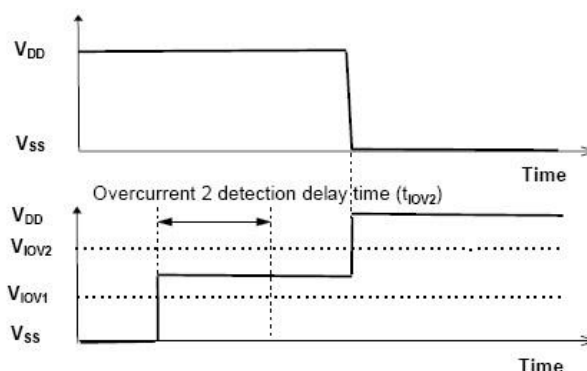 VDD
VSS
Time
Overcurrent 2 detection delay time (tIOV2)
VDD
VIOV2
VIOV1
VSS
Time